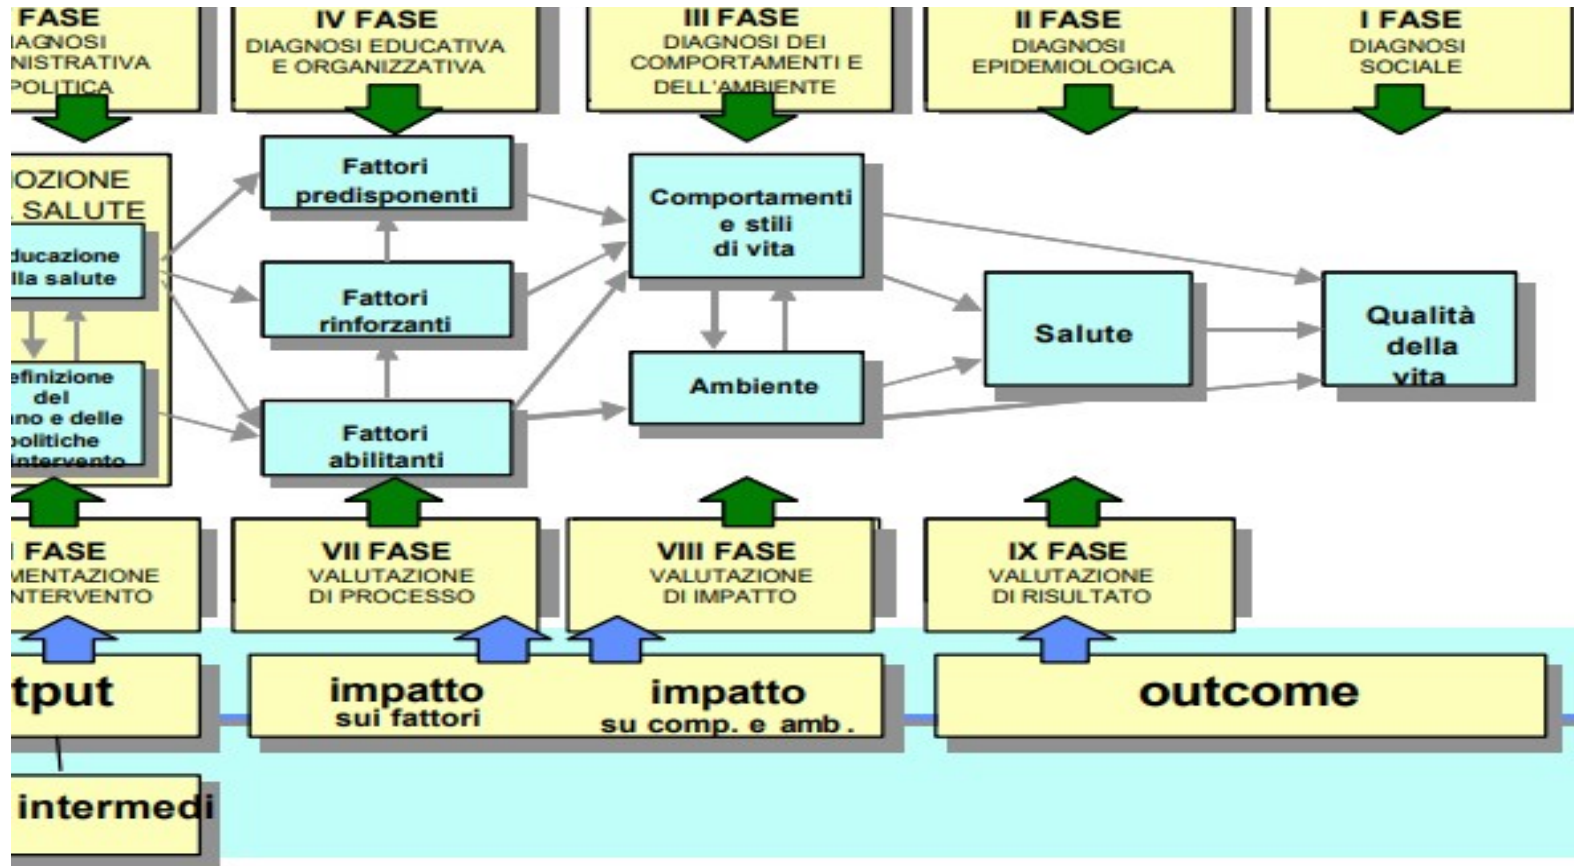 FASE
IAGNOSI
NISTRATIVA
POLITICA
IV FASE
DIAGNOSI EDUCATIVA
E ORGANIZZATIVA
III FASE
DIAGNOSI DEI
COMPORTAMENTI E
DELL'AMBIENTE
II FASE
DIAGNOSI
EPIDEMIOLOGICA
I FASE
DIAGNOSI
SOCIALE
OZIONE
SALUTE
ducazione
lla salute
efinizione
del
no e delle
politiche
intervento
Fattori
predisponenti
Fattori
rinforzanti
Fattori
abilitanti
Comportamenti
e stili
di vita
Ambiente
Salute
Qualità
della
vita
I FASE
MENTAZIONE
NTERVENTO
VII FASE
VALUTAZIONE
DI PROCESSO
VIII FASE
VALUTAZIONE
DI IMPATTO
IX FASE
VALUTAZIONE
DI RISULTATO
tput
impatto
sui fattori
impatto
su comp. e amb.
outcome
intermedi